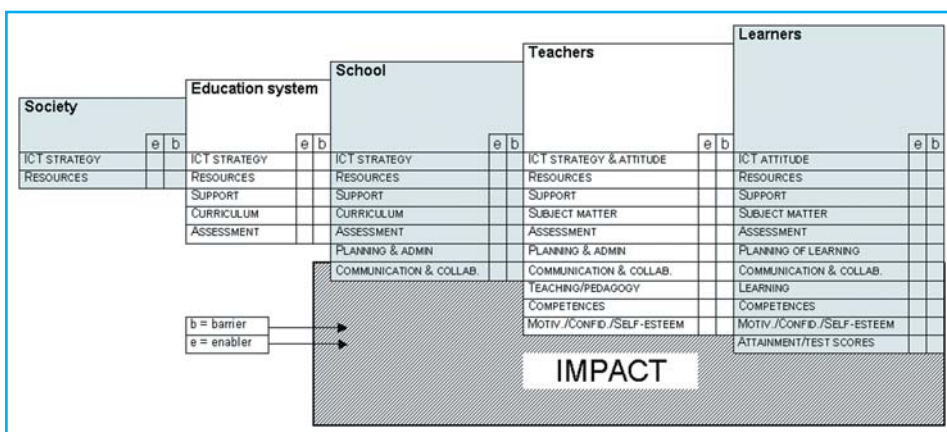 Society
e b
ICT STRATEGY
RESOURCES
Education system
e b
ICT STRATEGY
RESOURCES
SUPPORT
CURRICULUM
ASSESSMENT
School
e b
ICT STRATEGY
RESOURCES
SUPPORT
CURRICULUM
ASSESSMENT
PLANNING & ADMIN
COMMUNICATION & COLLAB.
Teachers
e b
ICT STRATEGY & ATTITUDE
RESOURCES
SUPPORT
SUBJECT MATTER
ASSESSMENT
PLANNING & ADMIN
COMMUNICATION & COLLAB.
TEACHING/PEDAGOGY
COMPETENCES
MOTIV./CONFID./SELF-ESTEEM
Learners
e b
ICT ATTITUDE
RESOURCES
SUPPORT
SUBJECT MATTER
ASSESSMENT
PLANNING OF LEARNING
COMMUNICATION & COLLAB.
LEARNING
COMPETENCES
MOTIV./CONFID./SELF-ESTEEM
ATTAINMENT/TEST SCORES
b = barrier
e = enabler
IMPACT